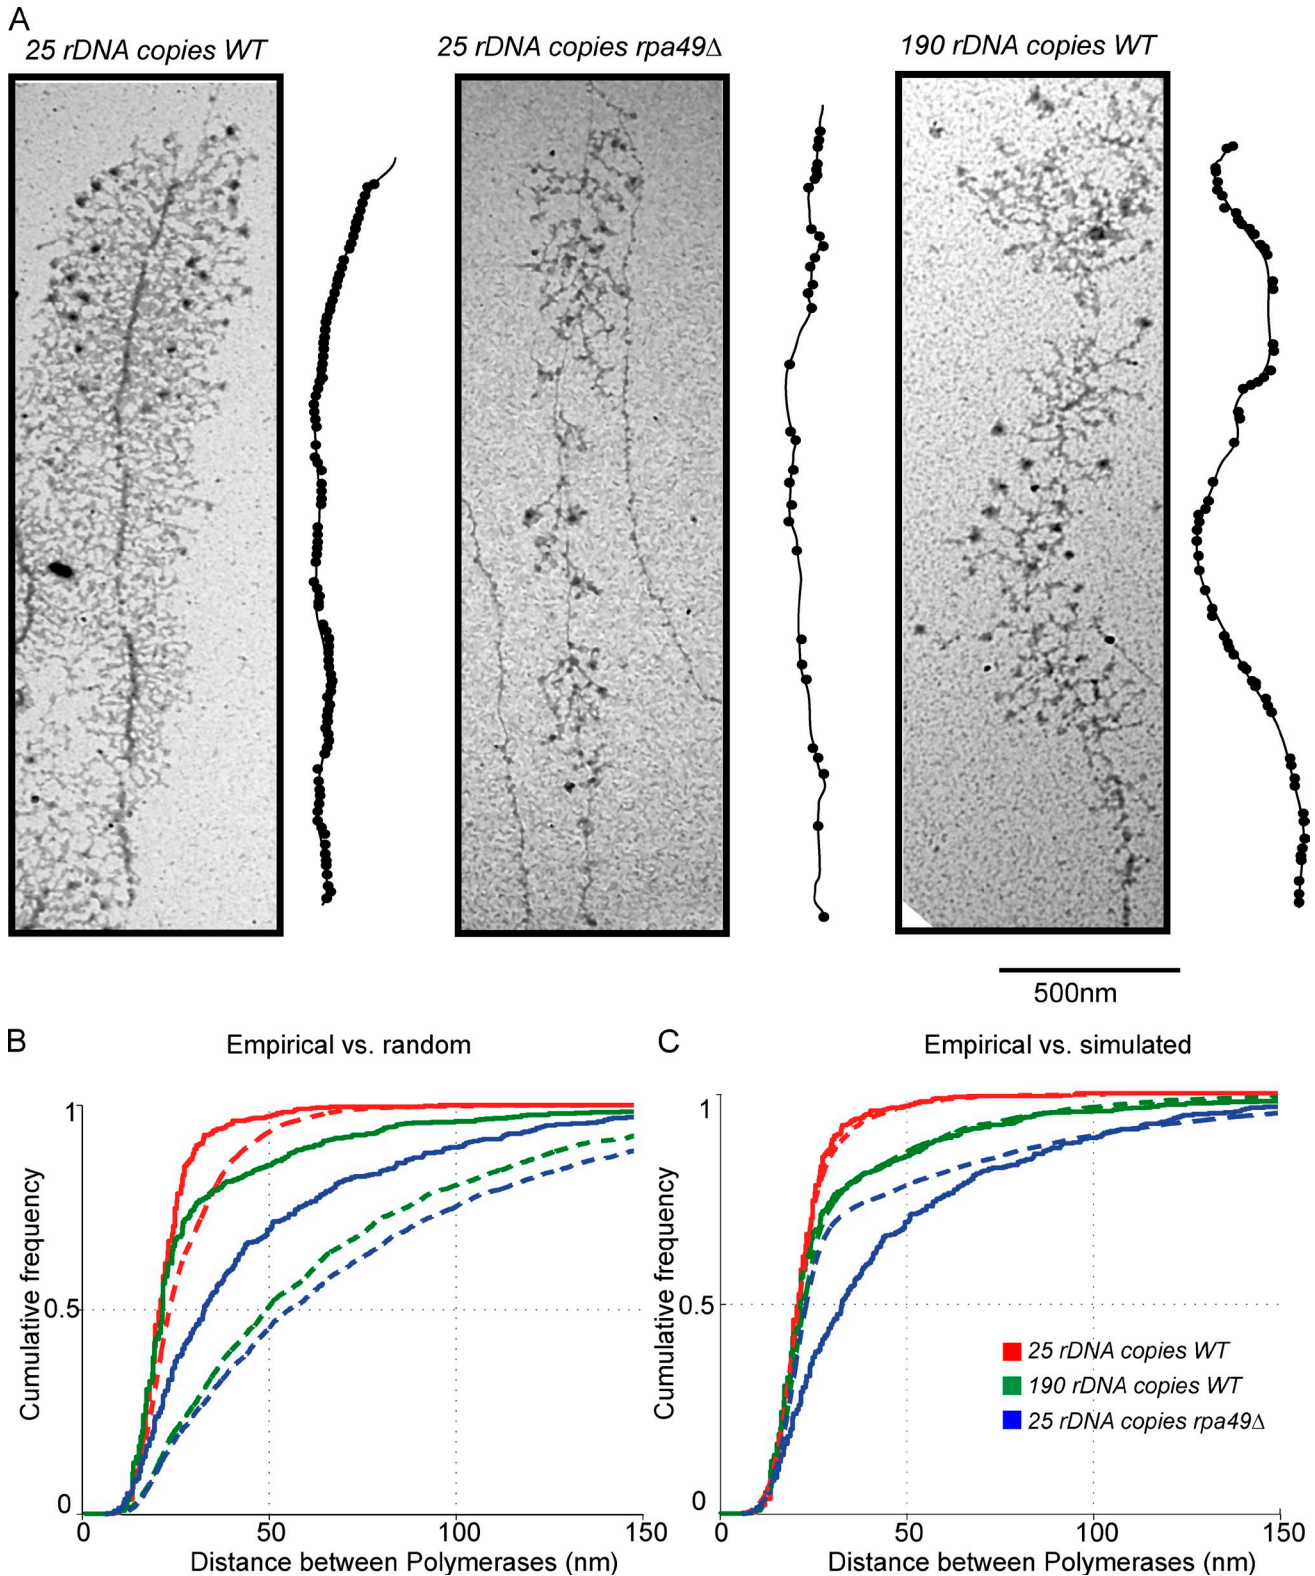 A
25 rDNA copies WT
25 rDNA copies rpa49Δ
190 rDNA copies WT
500nm
B
Empirical vs. random
1
0.5
0
0
50
100
150
Cumulative frequency
Distance between Polymerases (nm)
C
Empirical vs. simulated
1
0.5
0
0
50
100
150
Cumulative frequency
Distance between Polymerases (nm)
25 rDNA copies WT
190 rDNA copies WT
25 rDNA copies rpa49Δ